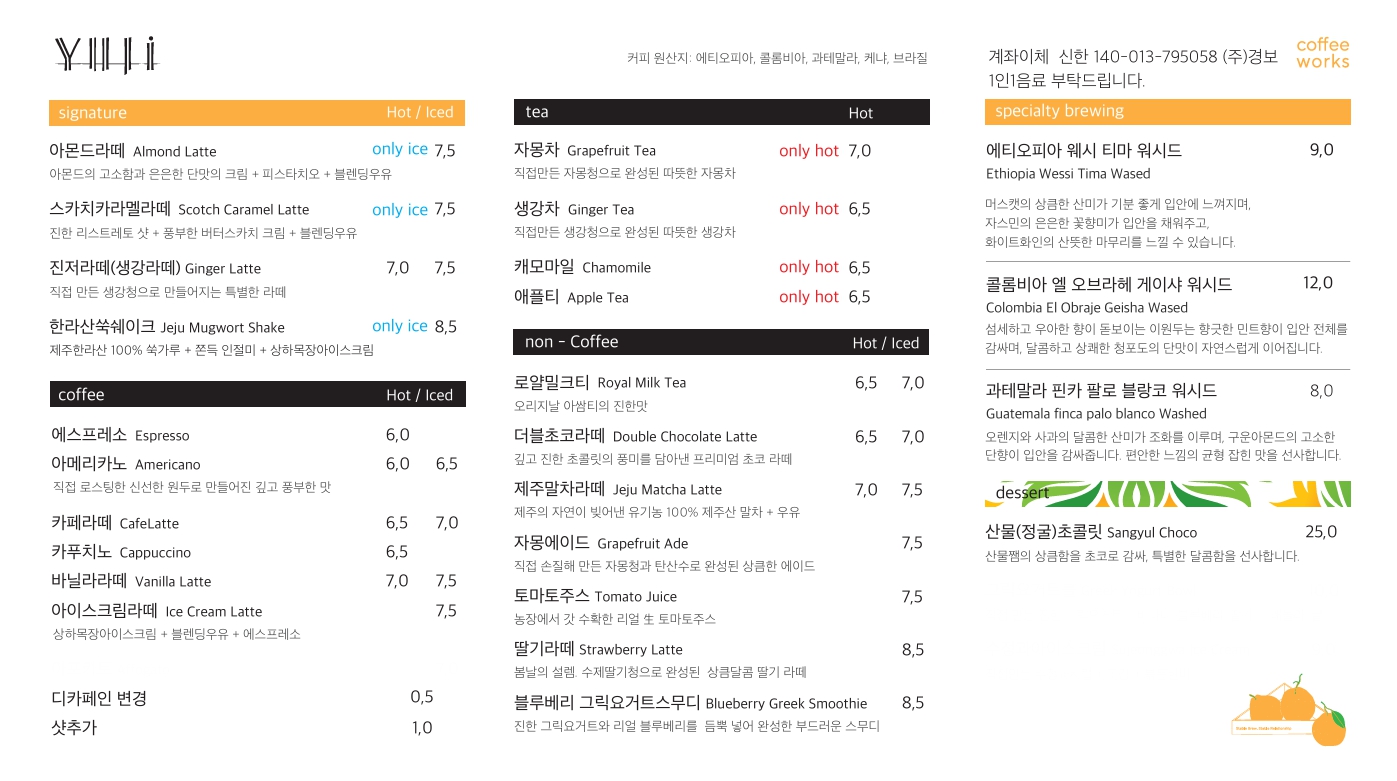 YIIJi
커피 원산지: 에티오피아, 콜롬비아, 과테말라, 케냐, 브라질
계좌이체 신한 140-013-795058 (주)경보
1인1음료 부탁드립니다.
coffee
works
signature Hot / Iced
아몬드라떼 Almond Latte only ice 7,5
아몬드의 고소함과 은은한 단맛의 크림 + 피스타치오 + 블렌딩우유
스카치카라멜라떼 Scotch Caramel Latte only ice 7,5
진한 리스트레토 샷 + 풍부한 버터스카치 크림 + 블렌딩우유
진저라떼(생강라떼) Ginger Latte 7,0 7,5
직접 만든 생강청으로 만들어지는 특별한 라떼
한라산쑥쉐이크 Jeju Mugwort Shake only ice 8,5
제주한라산 100% 쑥가루 + 쫀득 인절미 + 상하목장아이스크림
coffee Hot / Iced
에스프레소 Espresso 6,0
아메리카노 Americano 6,0 6,5
직접 로스팅한 신선한 원두로 만들어진 깊고 풍부한 맛
카페라떼 CafeLatte 6,5 7,0
카푸치노 Cappuccino 6,5
바닐라라떼 Vanilla Latte 7,0 7,5
아이스크림라떼 Ice Cream Latte 7,5
상하목장아이스크림 + 블렌딩우유 + 에스프레소
디카페인 변경 0,5
샷추가 1,0
tea Hot
자몽차 Grapefruit Tea only hot 7,0
직접만든 자몽청으로 완성된 따뜻한 자몽차
생강차 Ginger Tea only hot 6,5
직접만든 생강청으로 완성된 따뜻한 생강차
캐모마일 Chamomile only hot 6,5
애플티 Apple Tea only hot 6,5
non - Coffee Hot / Iced
로얄밀크티 Royal Milk Tea 6,5 7,0
오리지날 아쌈티의 진한맛
더블초코라떼 Double Chocolate Latte 6,5 7,0
깊고 진한 초콜릿의 풍미를 담아낸 프리미엄 초코 라떼
제주말차라떼 Jeju Matcha Latte 7,0 7,5
제주의 자연이 빚어낸 유기농 100% 제주산 말차 + 우유
자몽에이드 Grapefruit Ade 7,5
직접 손질해 만든 자몽청과 탄산수로 완성된 상큼한 에이드
토마토주스 Tomato Juice 7,5
농장에서 갓 수확한 리얼 生 토마토주스
딸기라떼 Strawberry Latte 8,5
봄날의 설렘. 수제딸기청으로 완성된 상큼달콤 딸기 라떼
블루베리 그릭요거트스무디 Blueberry Greek Smoothie 8,5
진한 그릭요거트와 리얼 블루베리를 듬뿍 넣어 완성한 부드러운 스무디
specialty brewing
에티오피아 웨시 티마 워시드 9,0
Ethiopia Wessi Tima Wased
머스캣의 상큼한 산미가 기분 좋게 입안에 느껴지며,
자스민의 은은한 꽃향미가 입안을 채워주고,
화이트화인의 산뜻한 마무리를 느낄 수 있습니다.
콜롬비아 엘 오브라헤 게이샤 워시드 12,0
Colombia El Obraje Geisha Wased
섬세하고 우아한 향이 돋보이는 이원두는 향긋한 민트향이 입안 전체를
감싸며, 달콤하고 상쾌한 청포도의 단맛이 자연스럽게 이어집니다.
과테말라 핀카 팔로 블랑코 워시드 8,0
Guatemala finca palo blanco Washed
오렌지와 사과의 달콤한 산미가 조화를 이루며, 구운아몬드의 고소한
단향이 입안을 감싸줍니다. 편안한 느낌의 균형 잡힌 맛을 선사합니다.
dessert
산물(정귤)초콜릿 Sangyul Choco 25,0
산물쨈의 상큼함을 초코로 감싸, 특별한 달콤함을 선사합니다.